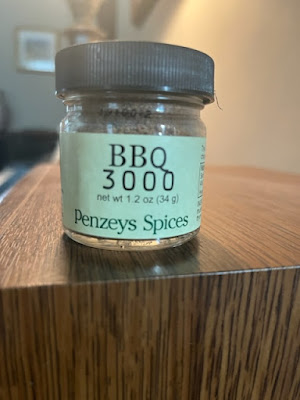 BBQ
3000
net wt 1.2 oz (34 g)
Penzeys Spices